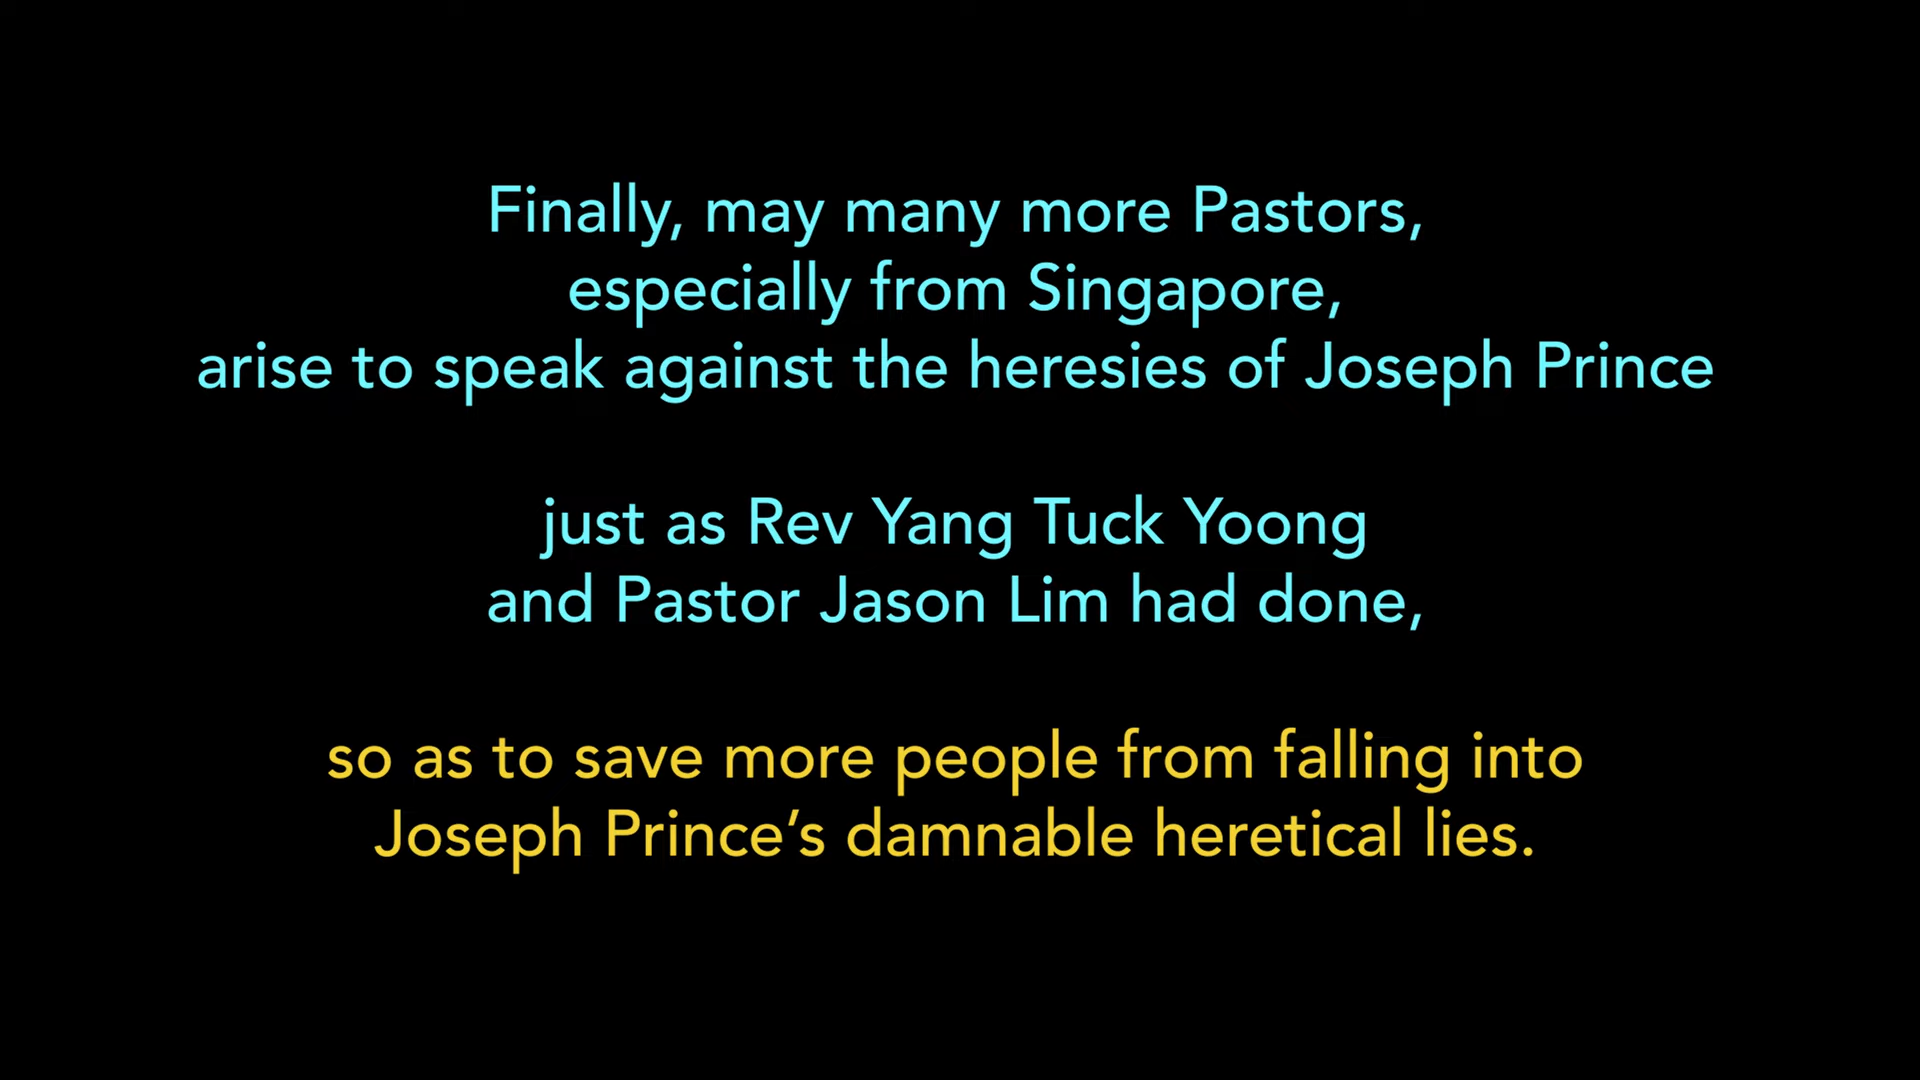 Finally, may many more Pastors,
especially from Singapore,
arise to speak against the heresies of Joseph Prince
just as Rev Yang Tuck Yoong
and Pastor Jason Lim had done,
so as to save more people from falling into
Joseph Prince’s damnable heretical lies.